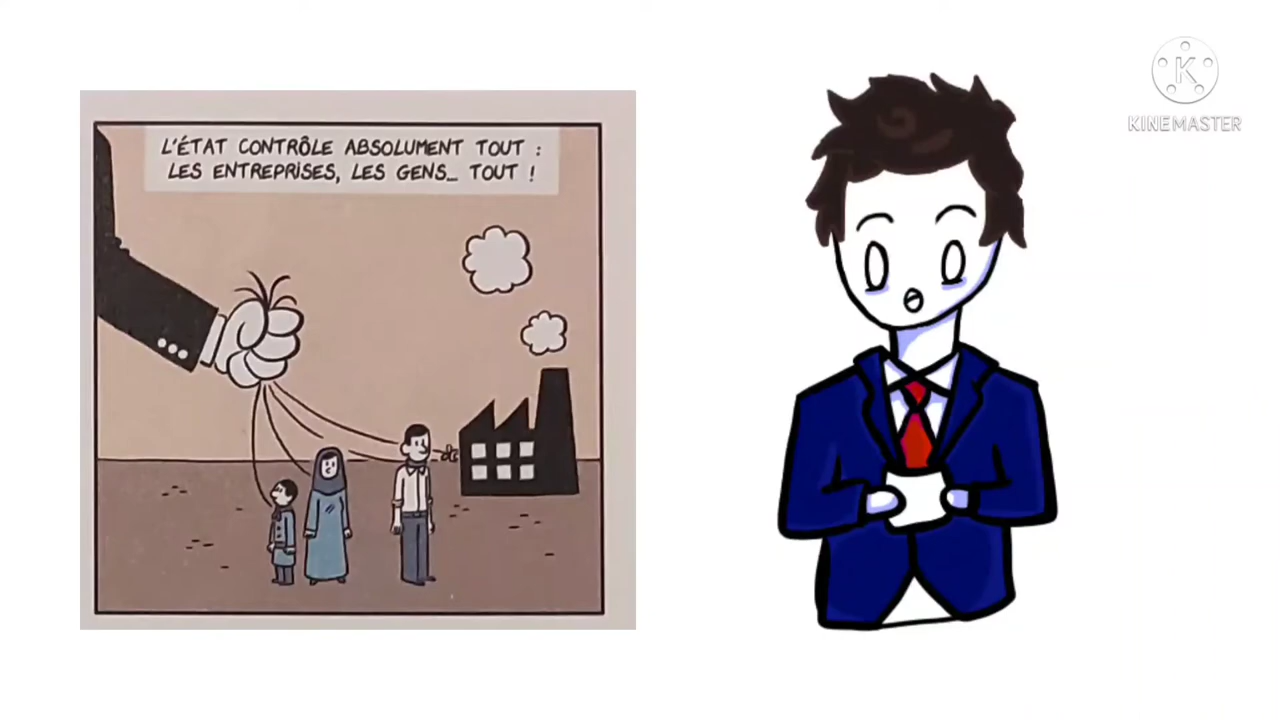 L'ÉTAT CONTRÔLE ABSOLUMENT TOUT :
LES ENTREPRISES, LES GENS... TOUT !
K
KINEMASTER